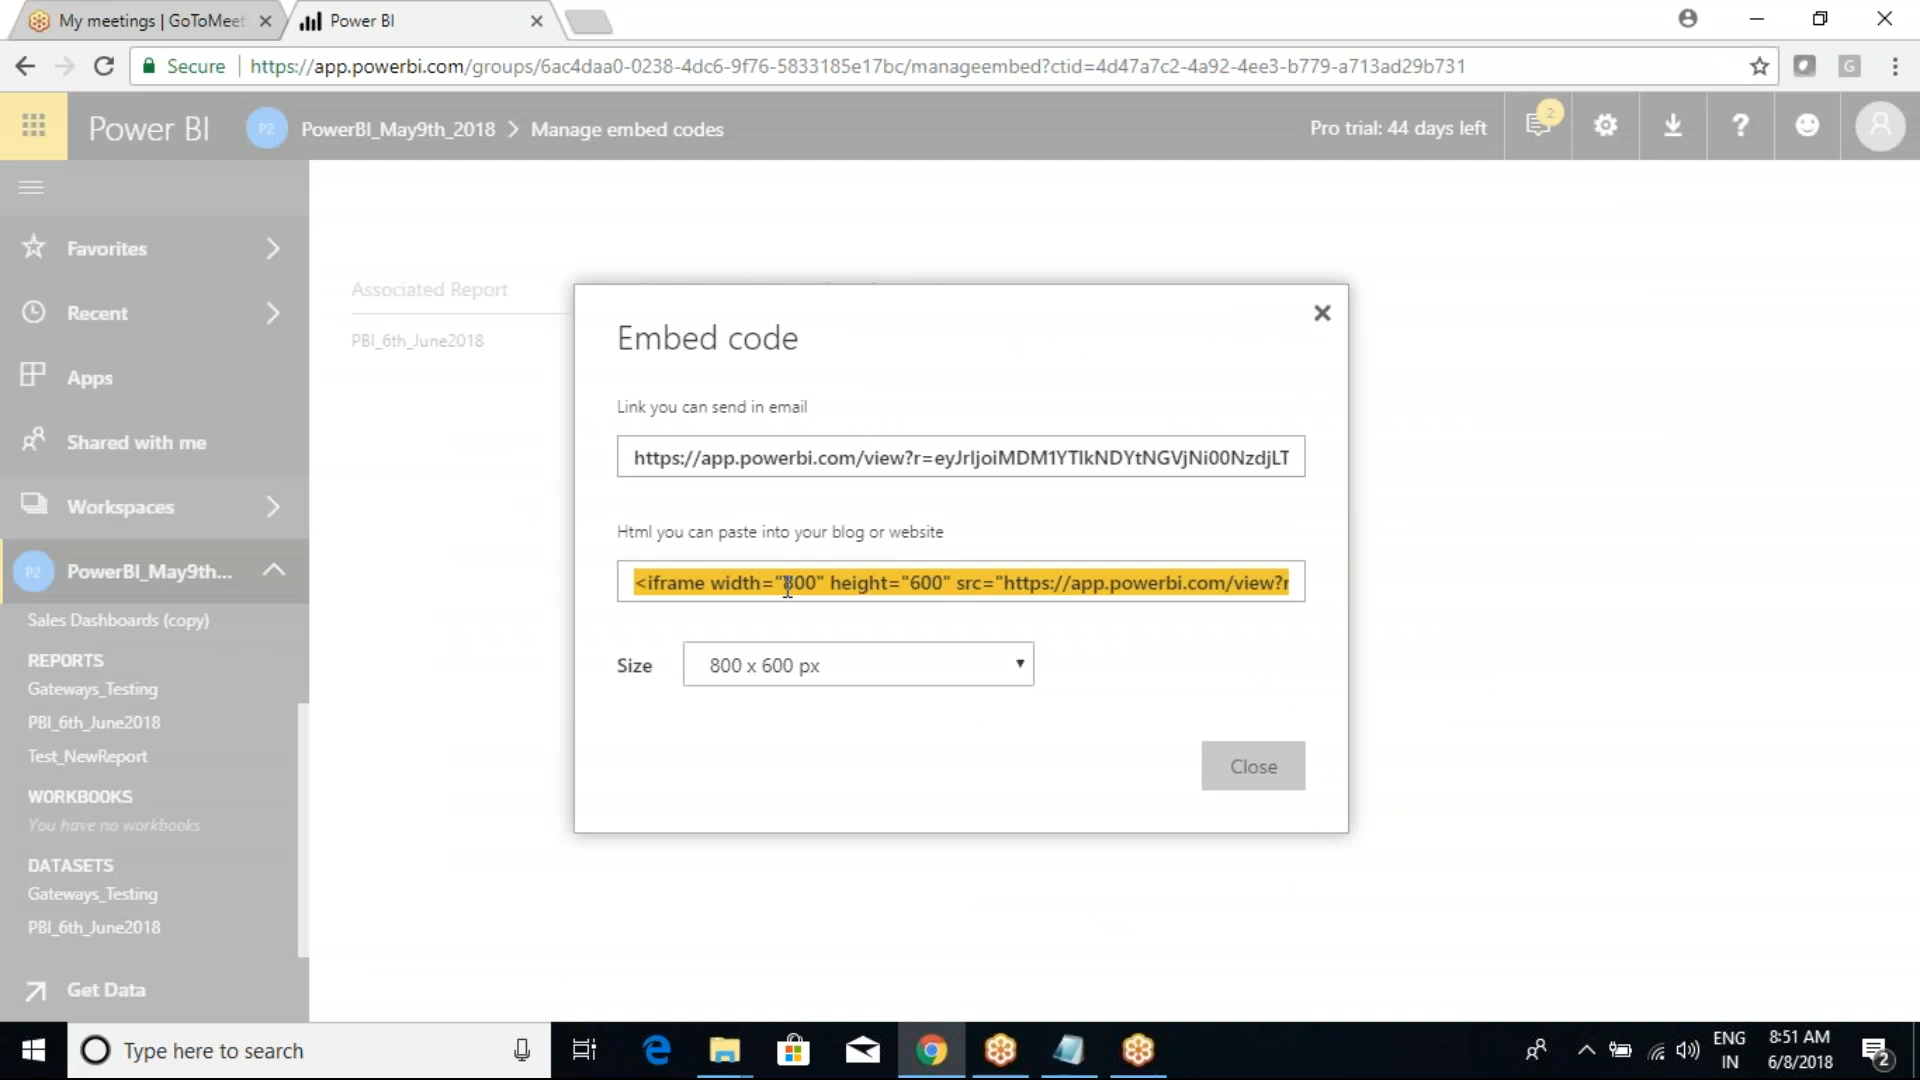 My meetings | GoToMeet
Power BI
Secure
https://app.powerbi.com/groups/6ac4daa0-0238-4dc6-9f76-5833185e17bc/manageembed?ctid=4d47a7c2-4a92-4ee3-b779-a713ad29b731
G
Power BI
P2
PowerBI_May9th_2018 > Manage embed codes
Pro trial: 44 days left
2
?
Favorites
Recent
Apps
Shared with me
Workspaces
P2
PowerBI_May9th...
Sales Dashboards (copy)
REPORTS
Gateways_Testing
PBI_6th_June2018
Test_NewReport
WORKBOOKS
You have no workbooks
DATASETS
Gateways_Testing
PBI_6th_June2018
Get Data
Associated Report
PBI_6th_June2018
Embed code
Link you can send in email
https://app.powerbi.com/view?r=eyJrIjoiMDM1YTlkNDYtNGVjNi00NzdjLT
Html you can paste into your blog or website
<iframe width="800" height="600" src="https://app.powerbi.com/view?r
Size
800 x 600 px
Close
Type here to search
ENG
IN
8:51 AM
6/8/2018
2